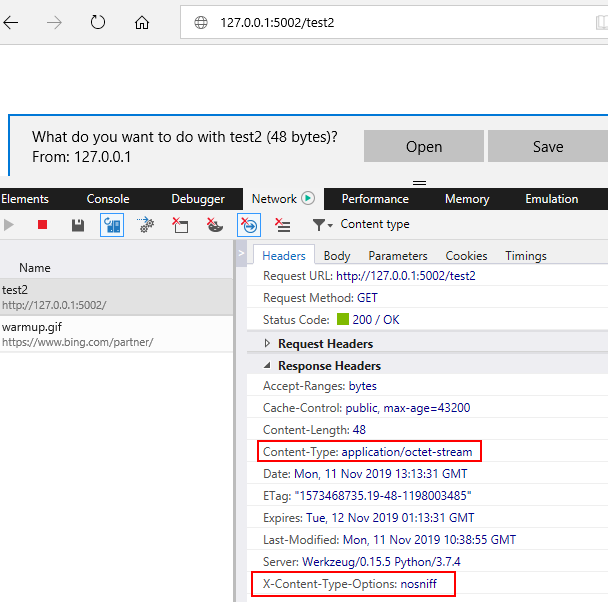 127.0.0.1:5002/test2
What do you want to do with test2 (48 bytes)?
From: 127.0.0.1
Open
Save
Elements Console Debugger Network Performance Memory Emulation
Content type
Name
test2
http://127.0.0.1:5002/
warmup.gif
https://www.bing.com/partner/
Headers Body Parameters Cookies Timings
Request URL: http://127.0.0.1:5002/test2
Request Method: GET
Status Code: 200 / OK
Request Headers
Response Headers
Accept-Ranges: bytes
Cache-Control: public, max-age=43200
Content-Length: 48
Content-Type: application/octet-stream
Date: Mon, 11 Nov 2019 13:13:31 GMT
ETag: "1573468735.19-48-1198003485"
Expires: Tue, 12 Nov 2019 01:13:31 GMT
Last-Modified: Mon, 11 Nov 2019 10:38:55 GMT
Server: Werkzeug/0.15.5 Python/3.7.4
X-Content-Type-Options: nosniff